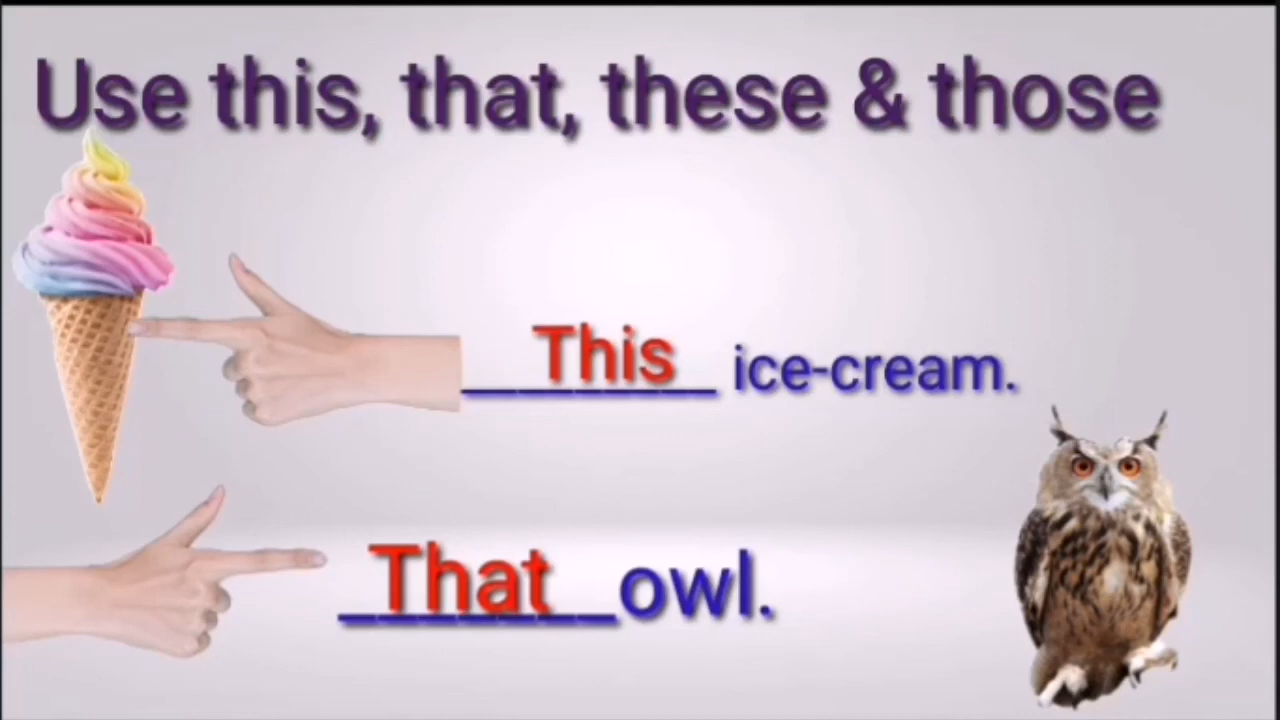 Use this, that, these & those
This ice-cream.
That owl.